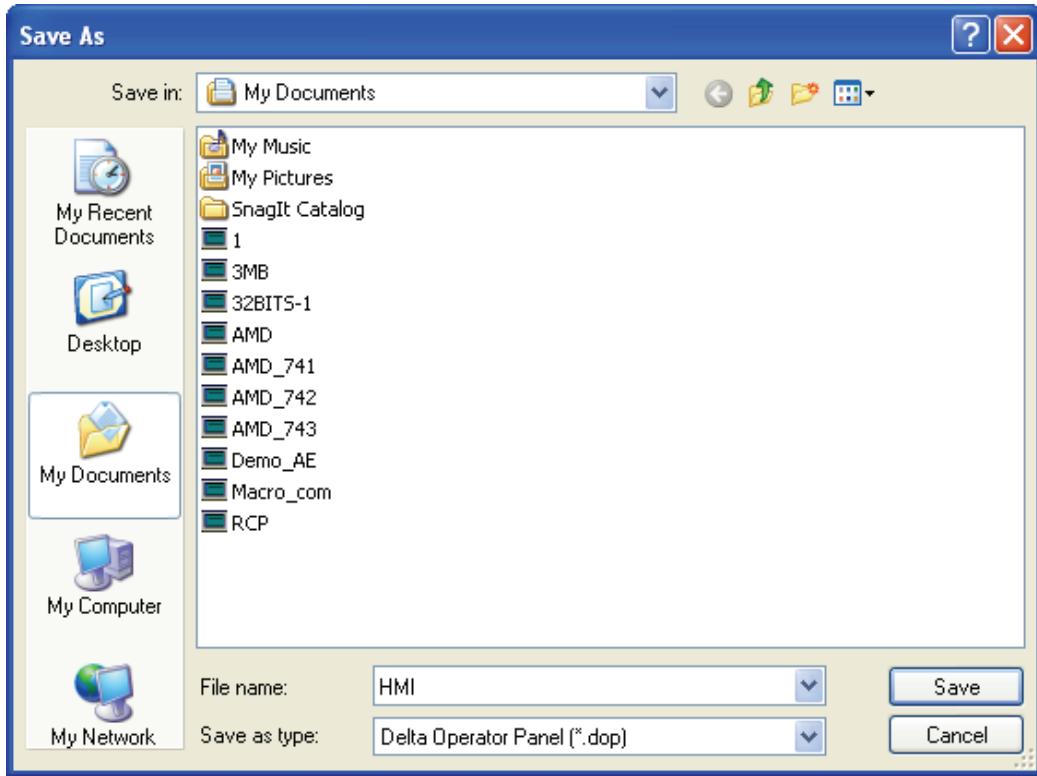 Save As
Save in: My Documents
My Recent
Documents
Desktop
My Documents
My Computer
My Network
My Music
My Pictures
SnagIt Catalog
1
3MB
32BITS-1
AMD
AMD_741
AMD_742
AMD_743
Demo_AE
Macro_com
RCP
File name: HMI Save
Save as type: Delta Operator Panel (*.dop) Cancel